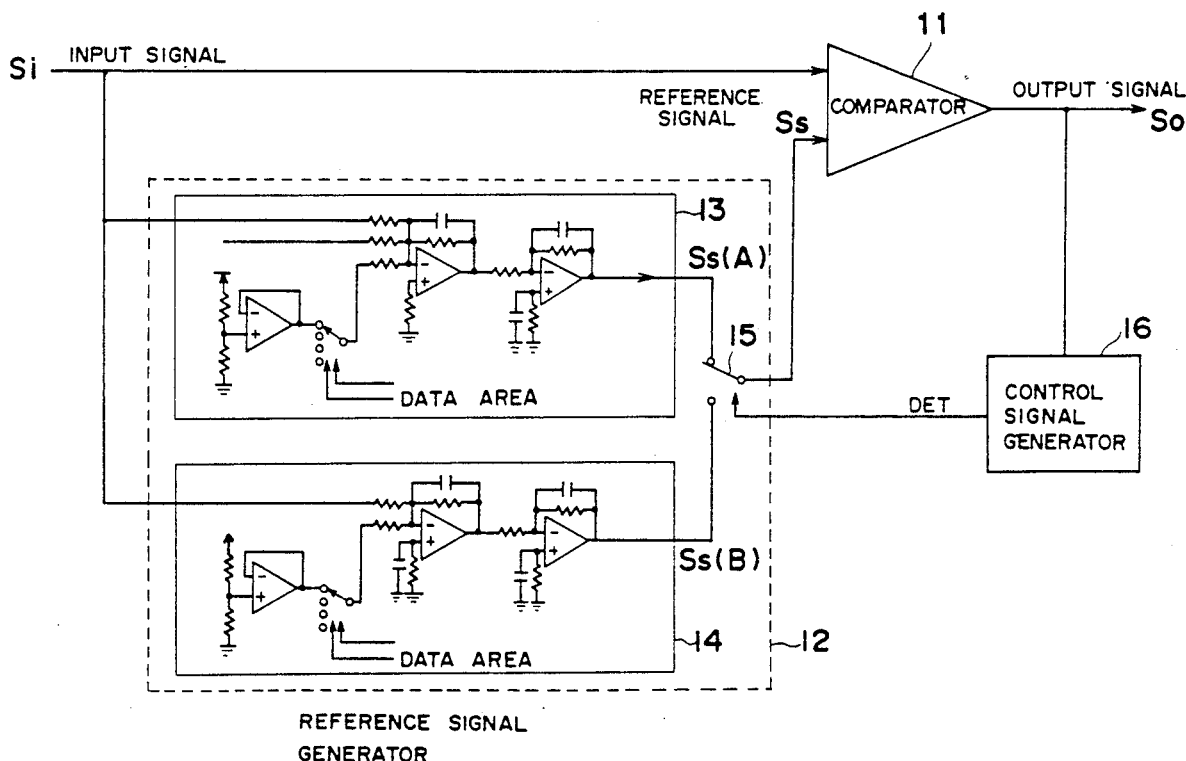 11
INPUT SIGNAL
Si
COMPARATOR
OUTPUT SIGNAL
So
REFERENCE
SIGNAL
Ss
13
Ss(A)
-
+
-
+
-
+
DATA AREA
15
16
DET
CONTROL
SIGNAL
GENERATOR
-
+
-
+
-
+
Ss(B)
DATA AREA
14
12
REFERENCE SIGNAL
GENERATOR